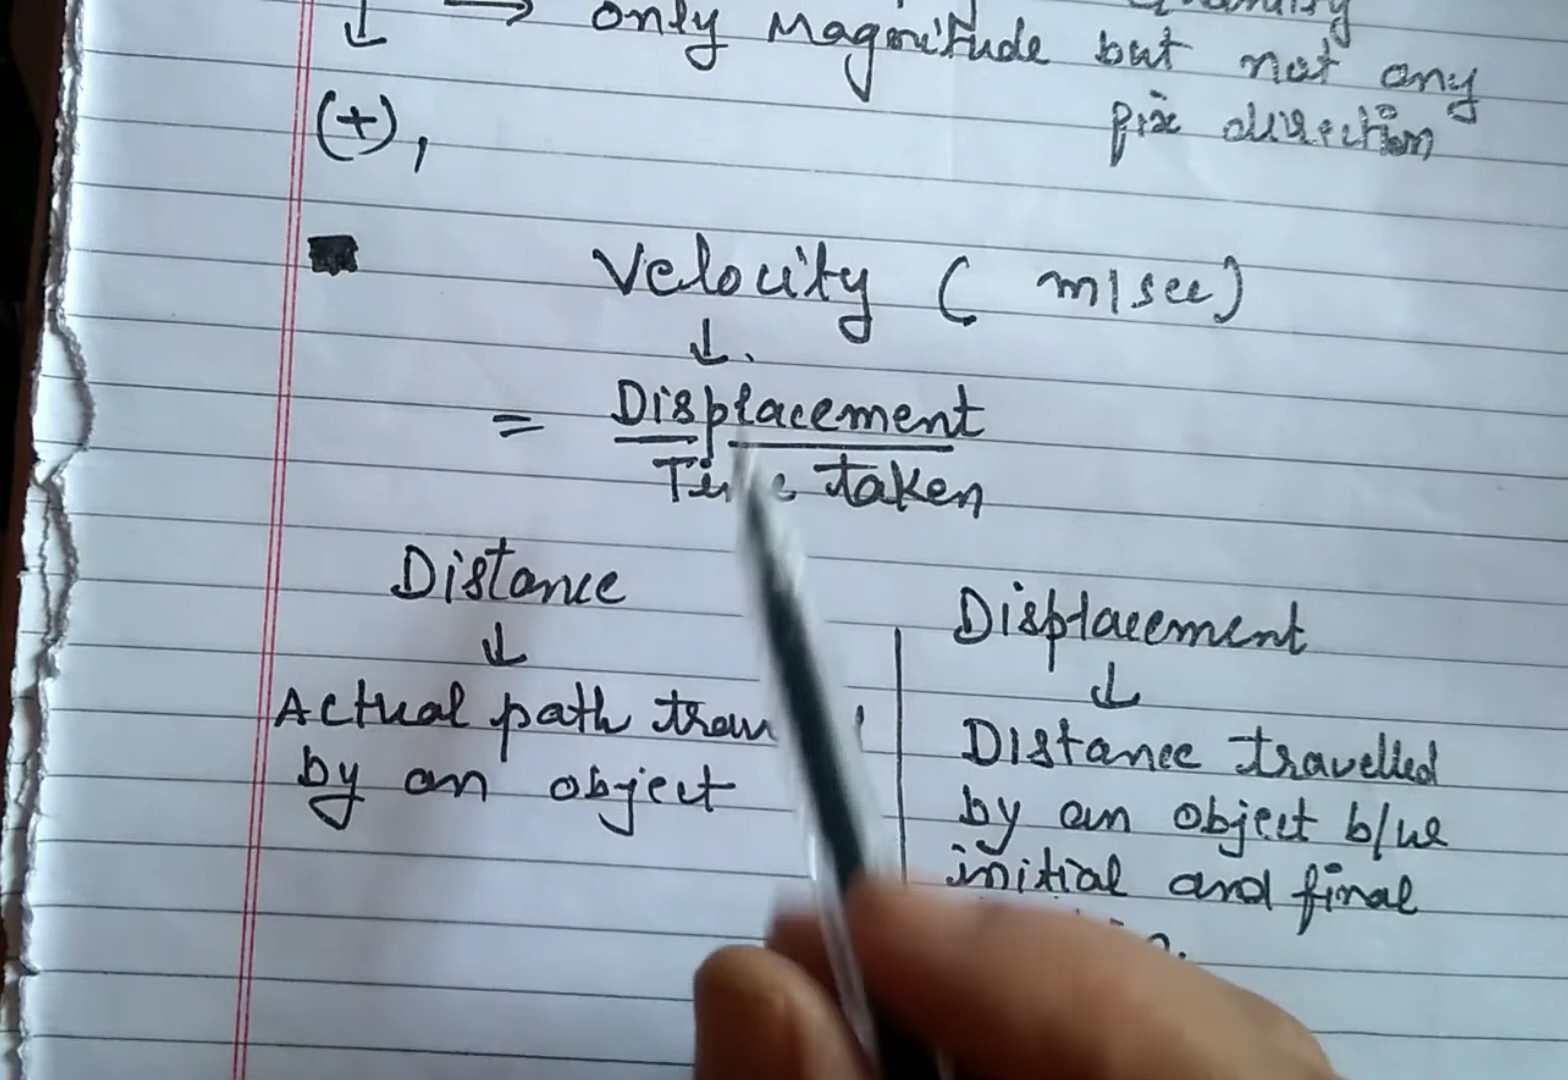 Quantity
↓ → only Magnitude but not any
fix direction
(+),
Velocity ( m/sec)
↓.
= Displacement
Time taken
Distance
↓
Actual path
by an object
Displacement
↓
Distance travelled
by an object b/w
initial and final